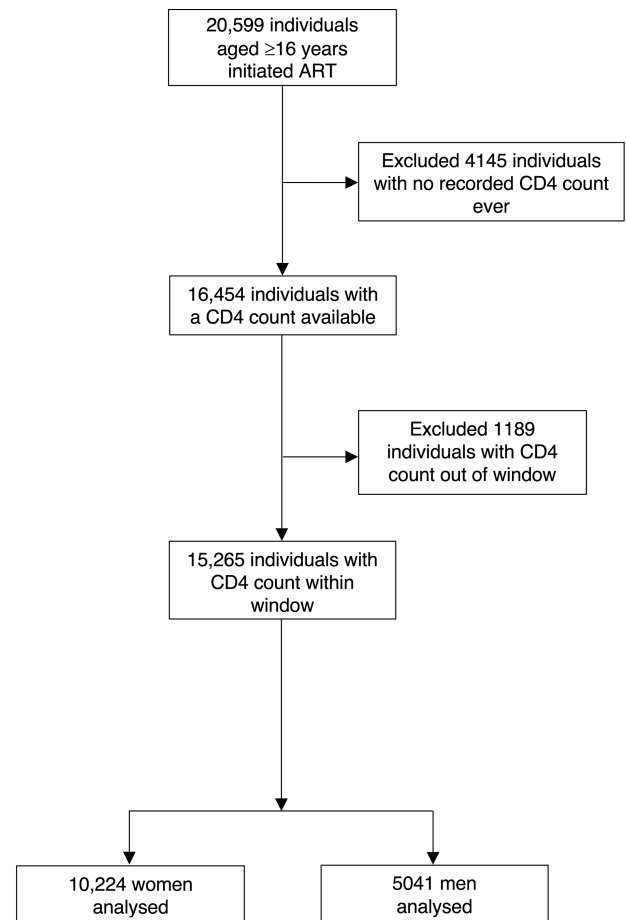 20,599 individuals
aged ≥16 years
initiated ART
Excluded 4145 individuals
with no recorded CD4 count
ever
16,454 individuals with
a CD4 count available
Excluded 1189
individuals with CD4
count out of window
15,265 individuals with
CD4 count within
window
10,224 women
analysed
5041 men
analysed